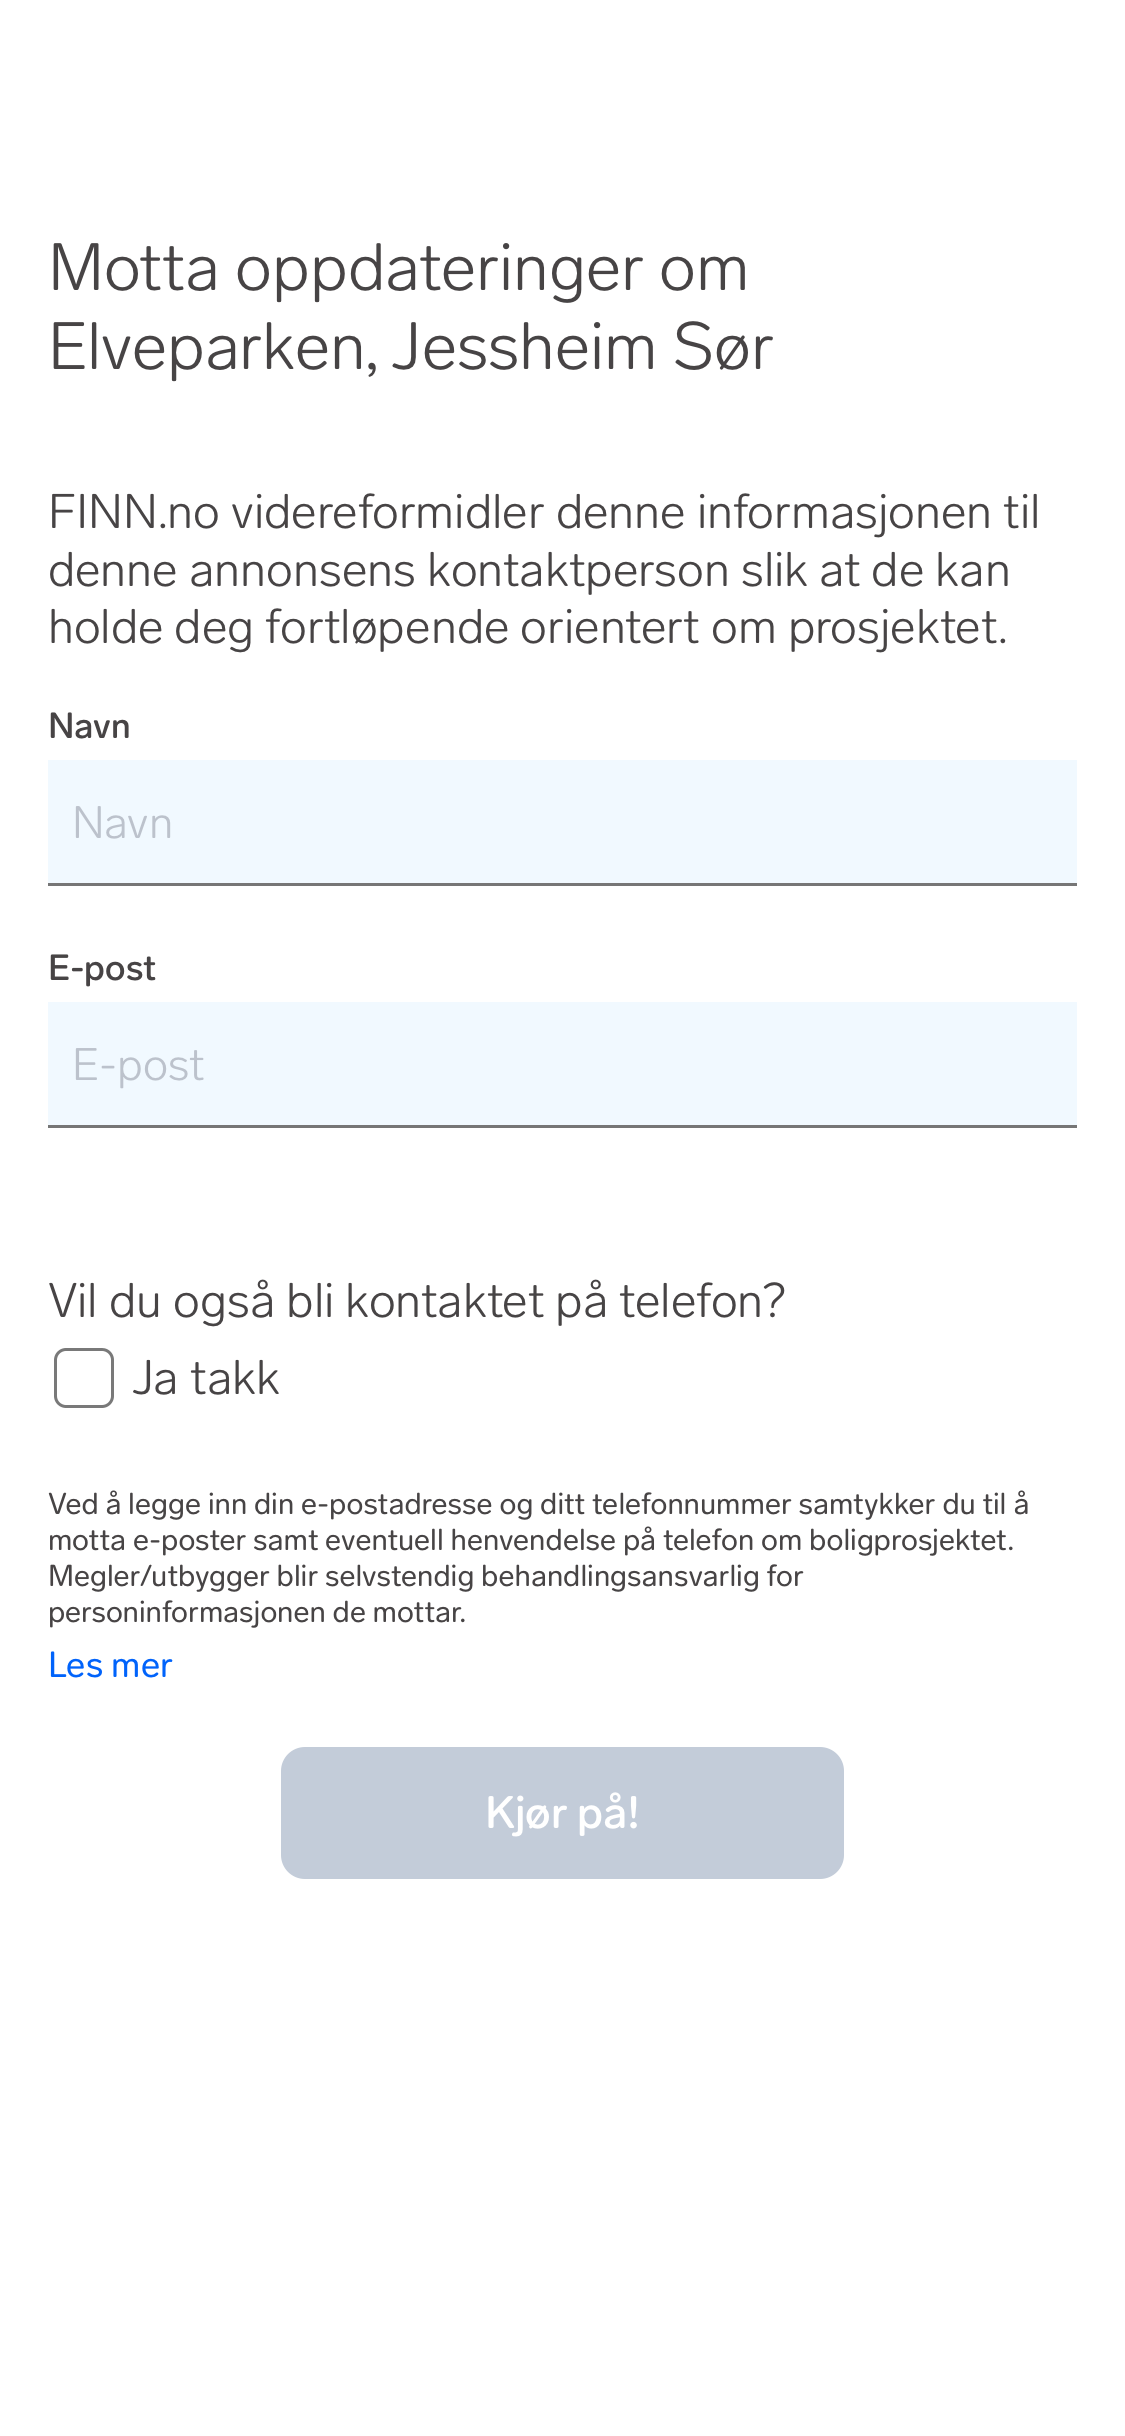 Motta oppdateringer om
Elveparken, Jessheim Sør
FINN.no videreformidler denne informasjonen til
denne annonsens kontaktperson slik at de kan
holde deg fortløpende orientert om prosjektet.
Navn
Navn
E-post
E-post
Vil du også bli kontaktet på telefon?
Ja takk
Ved å legge inn din e-postadresse og ditt telefonnummer samtykker du til å
motta e-poster samt eventuell henvendelse på telefon om boligprosjektet.
Megler/utbygger blir selvstendig behandlingsansvarlig for
personinformasjonen de mottar.
Les mer
Kjør på!